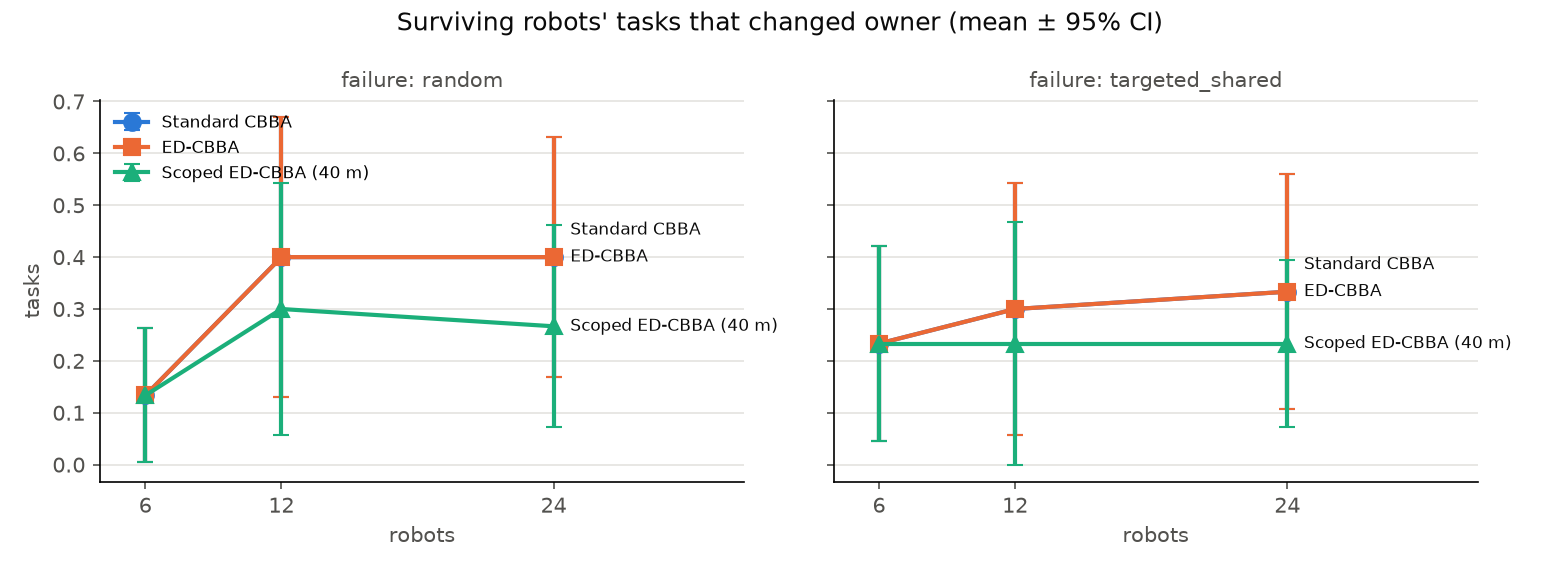 Surviving robots' tasks that changed owner (mean ± 95% CI)
failure: random
failure: targeted_shared
0.7
0.6
0.5
0.4
0.3
0.2
0.1
0.0
tasks
Standard CBBA
ED-CBBA
Scoped ED-CBBA (40 m)
Standard CBBA
ED-CBBA
Scoped ED-CBBA (40 m)
6 12 24
robots
Standard CBBA
ED-CBBA
Scoped ED-CBBA (40 m)
6 12 24
robots